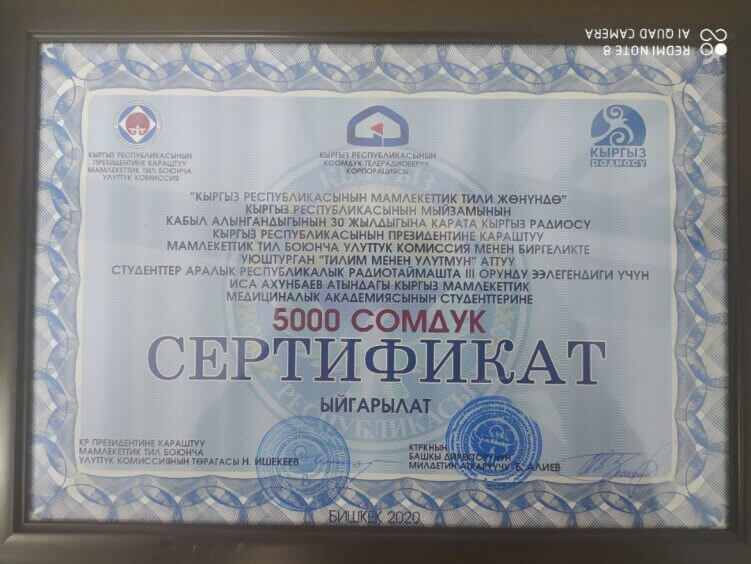 REDMI NOTE 8
AI QUAD CAMERA
КЫРГЫЗ РЕСПУБЛИКАСЫНЫН
ПРЕЗИДЕНТИНЕ КАРАШТУУ
МАМЛЕКЕТТИК ТИЛ БОЮНЧА
УЛУТТУК КОМИССИЯ
КЫРГЫЗ РЕСПУБЛИКАСЫНЫН
КООМДУК ТЕЛЕРАДИОБЕРҮҮ
КОРПОРАЦИЯСЫ
КЫРГЫЗ
РАДИОСУ
"КЫРГЫЗ РЕСПУБЛИКАСЫНЫН МАМЛЕКЕТТИК ТИЛИ ЖӨНҮНДӨ"
КЫРГЫЗ РЕСПУБЛИКАСЫНЫН МЫЙЗАМЫНЫН
КАБЫЛ АЛЫНГАНДЫГЫНЫН 30 ЖЫЛДЫГЫНА КАРАТА КЫРГЫЗ РАДИОСУ
КЫРГЫЗ РЕСПУБЛИКАСЫНЫН ПРЕЗИДЕНТИНЕ КАРАШТУУ
МАМЛЕКЕТТИК ТИЛ БОЮНЧА УЛУТТУК КОМИССИЯ МЕНЕН БИРГЕЛИКТЕ
УЮШТУРГАН "ТИЛИМ МЕНЕН УЛУТМУН" АТТУУ
СТУДЕНТТЕР АРАЛЫК РЕСПУБЛИКАЛЫК РАДИОТАЙМАШТА III ОРУНДУ ЭЭЛЕГЕНДИГИ ҮЧҮН
ИСА АХУНБАЕВ АТЫНДАГЫ КЫРГЫЗ МАМЛЕКЕТТИК
МЕДИЦИНАЛЫК АКАДЕМИЯСЫНЫН СТУДЕНТТЕРИНЕ
5000 СОМДУК
СЕРТИФИКАТ
ЫЙГАРЫЛАТ
РЕСПУБЛИКАСЫ
КР ПРЕЗИДЕНТИНЕ КАРАШТУУ
МАМЛЕКЕТТИК ТИЛ БОЮНЧА
УЛУТТУК КОМИССИЯНЫН ТӨРАГАСЫ Н. ИШЕКЕЕВ
КТРКНЫН
БАШКЫ ДИРЕКТОРУНУН
МИЛДЕТИН АТКАРУУЧУ Б. АЛИЕВ
БИШКЕК 2020